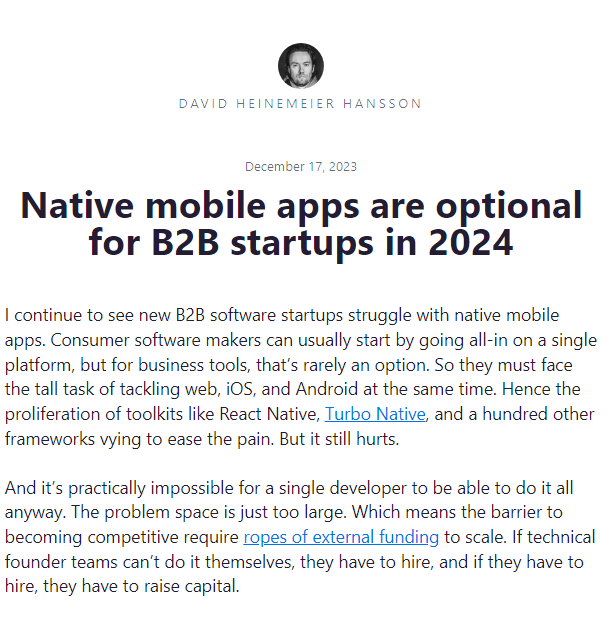 DAVID HEINEMEIER HANSSON
December 17, 2023
Native mobile apps are optional
for B2B startups in 2024
I continue to see new B2B software startups struggle with native mobile
apps. Consumer software makers can usually start by going all-in on a single
platform, but for business tools, that's rarely an option. So they must face
the tall task of tackling web, iOS, and Android at the same time. Hence the
proliferation of toolkits like React Native, Turbo Native, and a hundred other
frameworks vying to ease the pain. But it still hurts.
And it's practically impossible for a single developer to be able to do it all
anyway. The problem space is just too large. Which means the barrier to
becoming competitive require ropes of external funding to scale. If technical
founder teams can't do it themselves, they have to hire, and if they have to
hire, they have to raise capital.